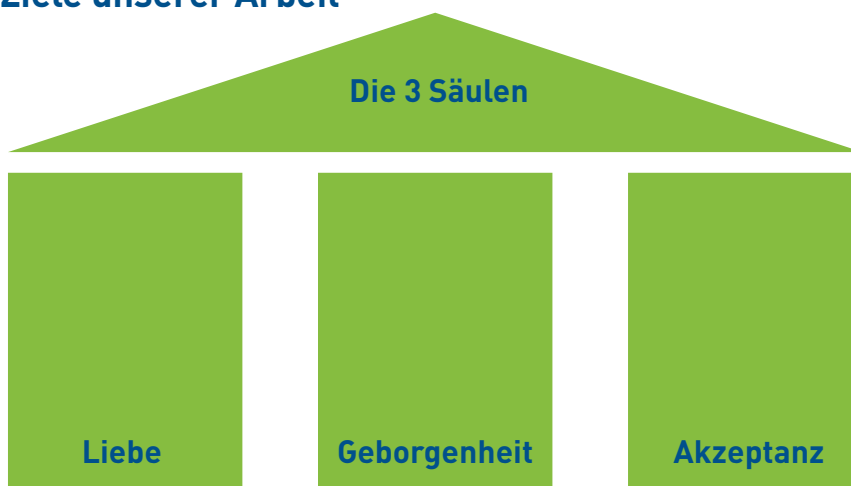 Ziele unserer Arbeit
Die 3 Säulen
Liebe
Geborgenheit
Akzeptanz